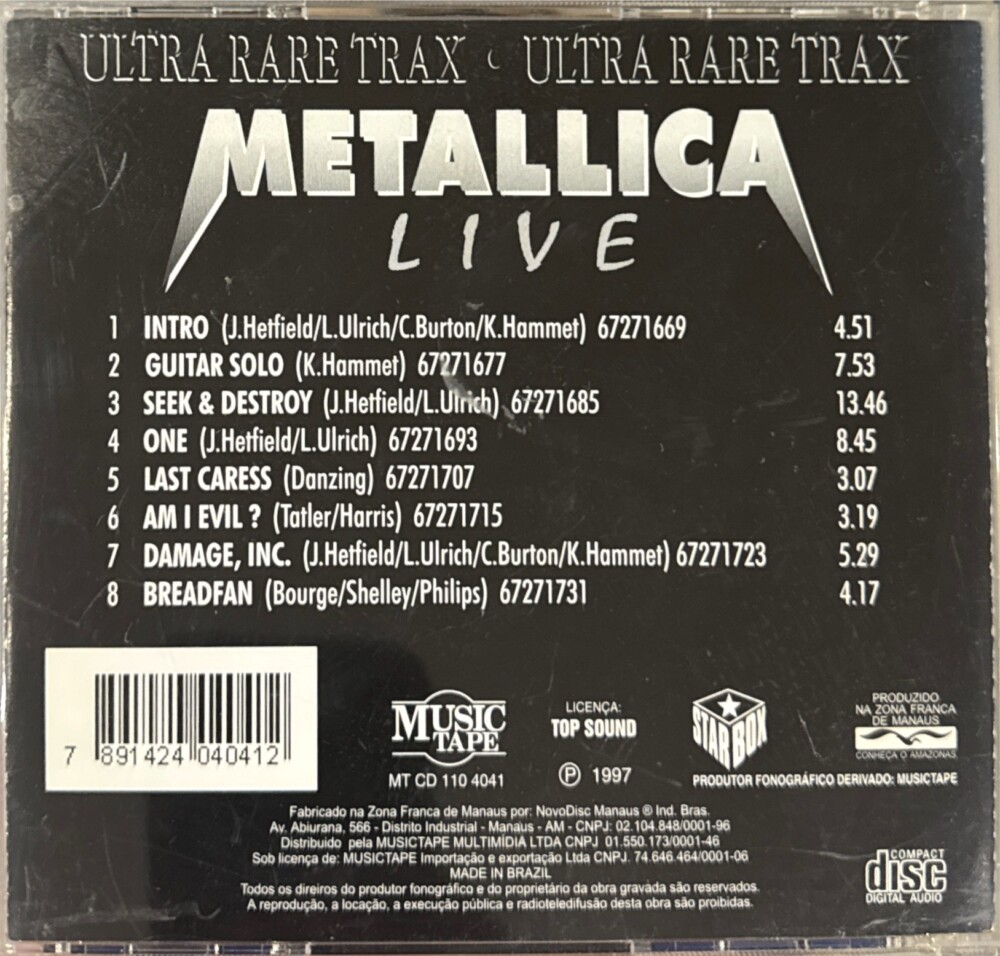 ULTRA RARE TRAX · ULTRA RARE TRAX
METALLICA
LIVE
1 INTRO (J.Hetfield/L.Ulrich/C.Burton/K.Hammet) 67271669 4.51
2 GUITAR SOLO (K.Hammet) 67271677 7.53
3 SEEK & DESTROY (J.Hetfield/L.Ulrich) 67271685 13.46
4 ONE (J.Hetfield/L.Ulrich) 67271693 8.45
5 LAST CARESS (Danzing) 67271707 3.07
6 AM I EVIL ? (Tatler/Harris) 67271715 3.19
7 DAMAGE, INC. (J.Hetfield/L.Ulrich/C.Burton/K.Hammet) 67271723 5.29
8 BREADFAN (Bourge/Shelley/Philips) 67271731 4.17
7 891424 040412
MUSIC
TAPE
MT CD 110 4041
LICENÇA:
TOP SOUND
℗ 1997
STAR BOX
PRODUZIDO
NA ZONA FRANCA
DE MANAUS
CONHEÇA O AMAZONAS
PRODUTOR FONOGRÁFICO DERIVADO: MUSICTAPE
Fabricado na Zona Franca de Manaus por: NovoDisc Manaus ® Ind. Bras.
Av. Abiurana, 566 - Distrito Industrial - Manaus - AM - CNPJ: 02.104.848/0001-96
Distribuido pela MUSICTAPE MULTIMÍDIA LTDA CNPJ 01.550.173/0001-46
Sob licença de: MUSICTAPE Importação e exportação Ltda CNPJ. 74.646.464/0001-06
MADE IN BRAZIL
Todos os direiros do produtor fonográfico e do proprietário da obra gravada são reservados.
A reprodução, a locação, a execução pública e radioteledifusão desta obra são proibidas.
COMPACT
disc
DIGITAL AUDIO